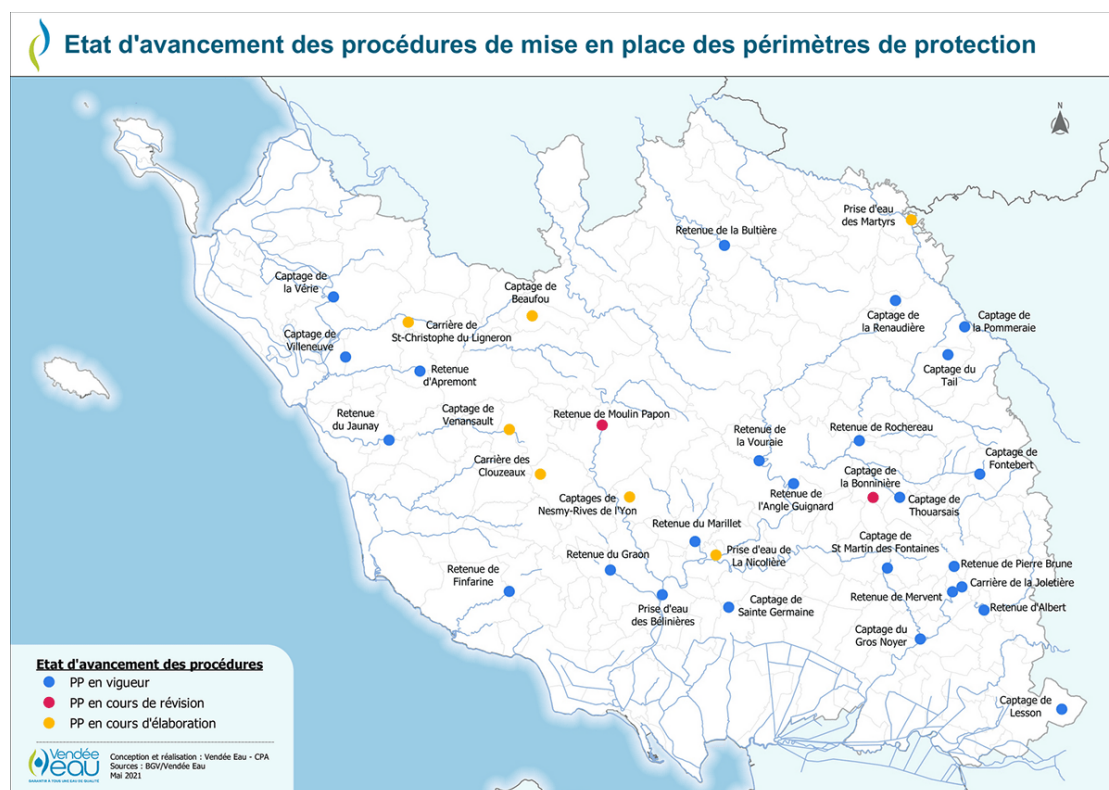 Etat d'avancement des procédures de mise en place des périmètres de protection
N
Prise d'eau
des Martyrs
Retenue de la Bultière
Captage de
la Vérie
Captage de
Beaufou
Captage de
la Renaudière
Captage de
la Pommeraie
Carrière de
St-Christophe du Ligneron
Captage de
Villeneuve
Captage du
Tail
Retenue
d'Apremont
Retenue
du Jaunay
Captage de
Venansault
Retenue de Moulin Papon
Retenue de
la Vouraie
Retenue de Rochereau
Captage de
Fontebert
Carrière des
Clouzeaux
Captage de
la Bonninière
Captages de
Nesmy-Rives de l'Yon
Retenue de
l'Angle Guignard
Captage de
Thouarsais
Retenue du Marillet
Captage de
St Martin des Fontaines
Retenue du Graon
Prise d'eau de
La Nicolière
Retenue de
Finfarine
Retenue de Pierre Brune
Carrière de la Joletière
Retenue de Mervent
Prise d'eau
des Bélinières
Captage de
Sainte Germaine
Retenue d'Albert
Captage du
Gros Noyer
Captage de
Lesson
Etat d'avancement des procédures
PP en vigueur
PP en cours de révision
PP en cours d'élaboration
Vendée
eau
GARANTIR À TOUS UNE EAU DE QUALITÉ
Conception et réalisation : Vendée Eau - CPA
Sources : BGV/Vendée Eau
Mai 2021